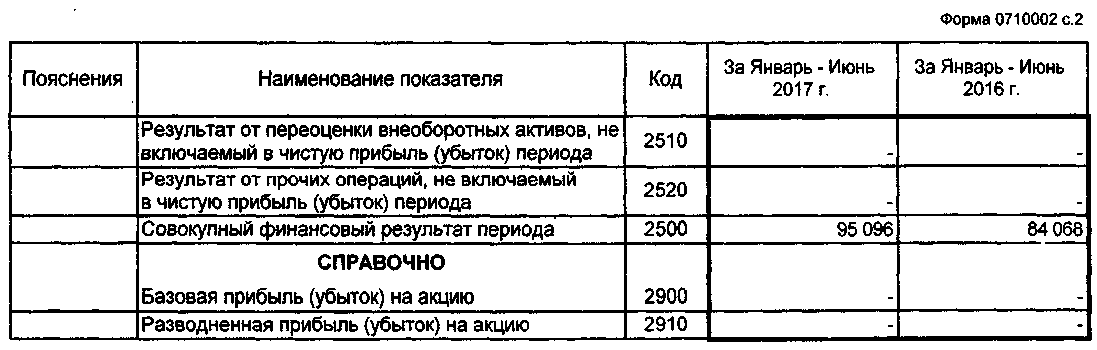 Форма 0710002 с.2
Пояснения Наименование показателя Код За Январь - Июнь 2017 г. За Январь - Июнь 2016 г.
Результат от переоценки внеоборотных активов, не
включаемый в чистую прибыль (убыток) периода 2510 - -
Результат от прочих операций, не включаемый
в чистую прибыль (убыток) периода 2520 - -
Совокупный финансовый результат периода 2500 95 096 84 068
СПРАВОЧНО
Базовая прибыль (убыток) на акцию 2900 - -
Разводненная прибыль (убыток) на акцию 2910 - -